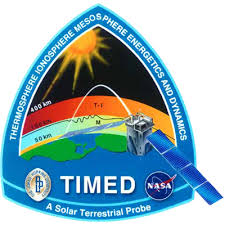 THERMOSPHERE IONOSPHERE MESOSPHERE ENERGETICS AND DYNAMICS
400 km
T-F
M
50 km
TIMED
NASA
A Solar Terrestrial Probe